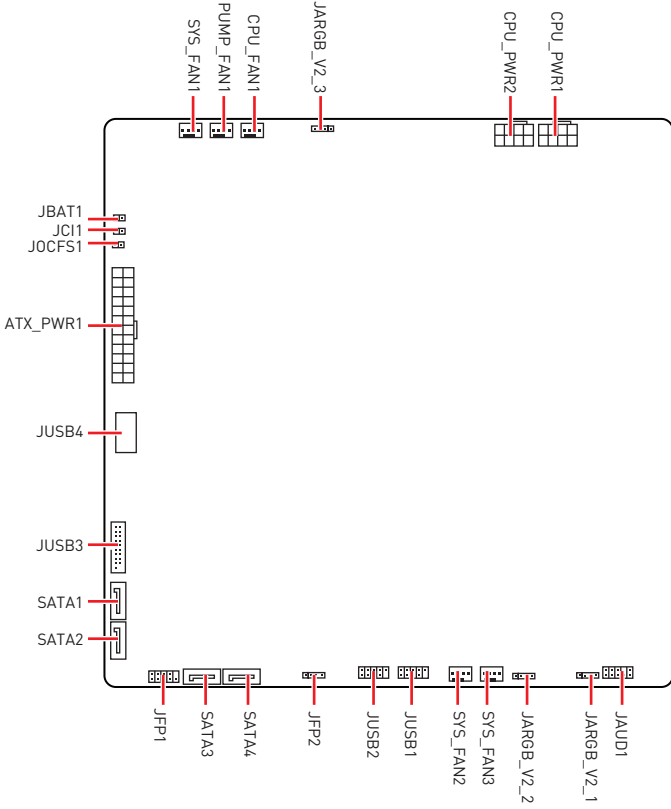 SYS_FAN1
PUMP_FAN1
CPU_FAN1
JARGB_V2_3
CPU_PWR2
CPU_PWR1
JBAT1
JCI1
JOCFS1
ATX_PWR1
JUSB4
JUSB3
SATA1
SATA2
JFP1
SATA3
SATA4
JFP2
JUSB2
JUSB1
SYS_FAN2
SYS_FAN3
JARGB_V2_2
JARGB_V2_1
JAUD1